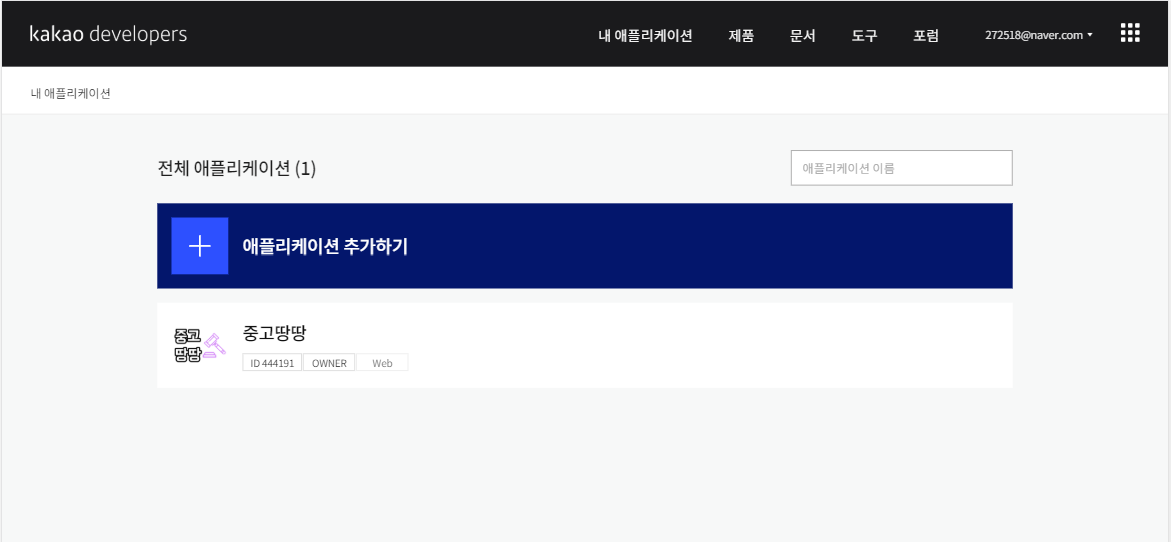 kakao developers
내 애플리케이션 제품 문서 도구 포럼 272518@naver.com
내 애플리케이션
전체 애플리케이션 (1)
애플리케이션 이름
애플리케이션 추가하기
중고
땅땅
중고땅땅
ID 444191 OWNER Web